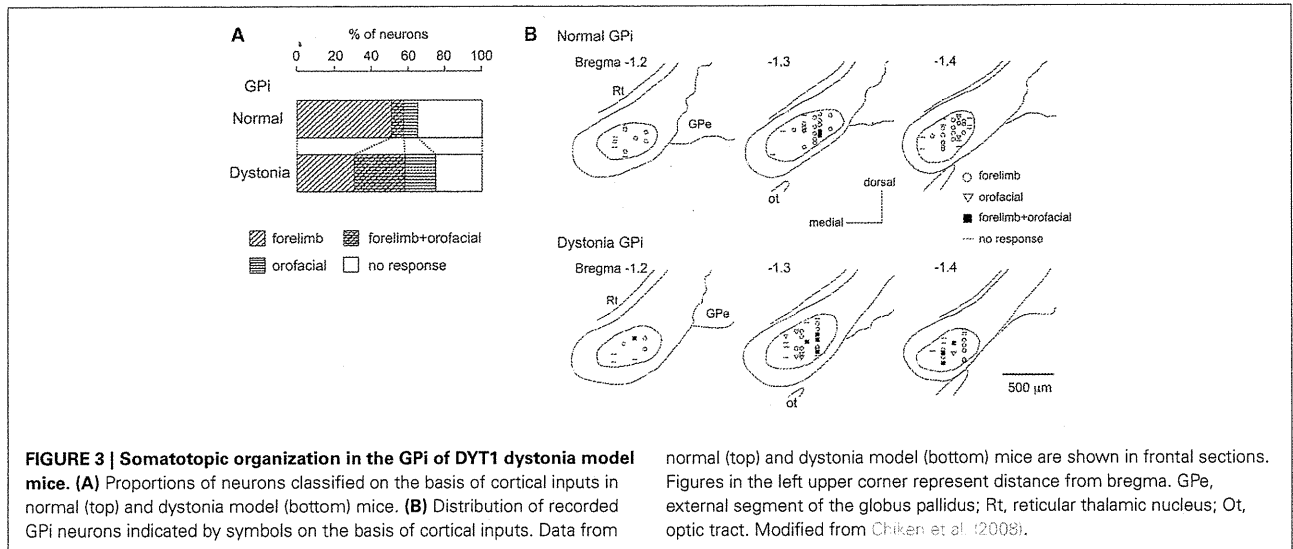 A
% of neurons
0 20 40 60 80 100
GPi
Normal
Dystonia
forelimb
forelimb+orofacial
orofacial
no response
B
Normal GPi
Bregma -1.2
-1.3
-1.4
Rt
GPe
ot
dorsal
medial
forelimb
orofacial
forelimb+orofacial
no response
Dystonia GPi
Bregma -1.2
-1.3
-1.4
Rt
GPe
ot
500 µm
FIGURE 3 | Somatotopic organization in the GPi of DYT1 dystonia model
mice. (A) Proportions of neurons classified on the basis of cortical inputs in
normal (top) and dystonia model (bottom) mice. (B) Distribution of recorded
GPi neurons indicated by symbols on the basis of cortical inputs. Data from
normal (top) and dystonia model (bottom) mice are shown in frontal sections.
Figures in the left upper corner represent distance from bregma. GPe,
external segment of the globus pallidus; Rt, reticular thalamic nucleus; Ot,
optic tract. Modified from Chiken et al. (2008).